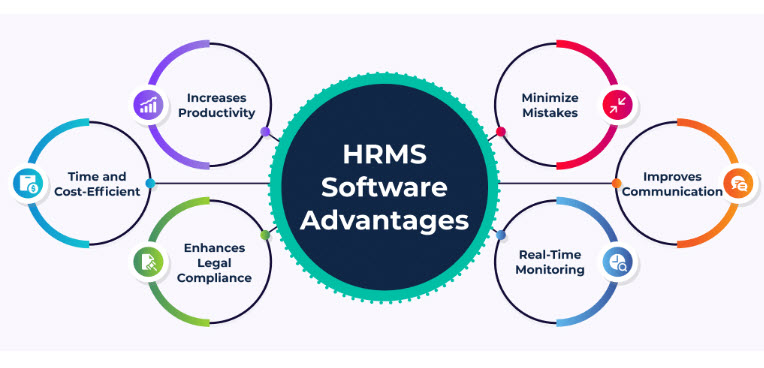 HRMS
Software
Advantages
Increases
Productivity
Time and
Cost-Efficient
Enhances
Legal
Compliance
Minimize
Mistakes
Improves
Communication
Real-Time
Monitoring